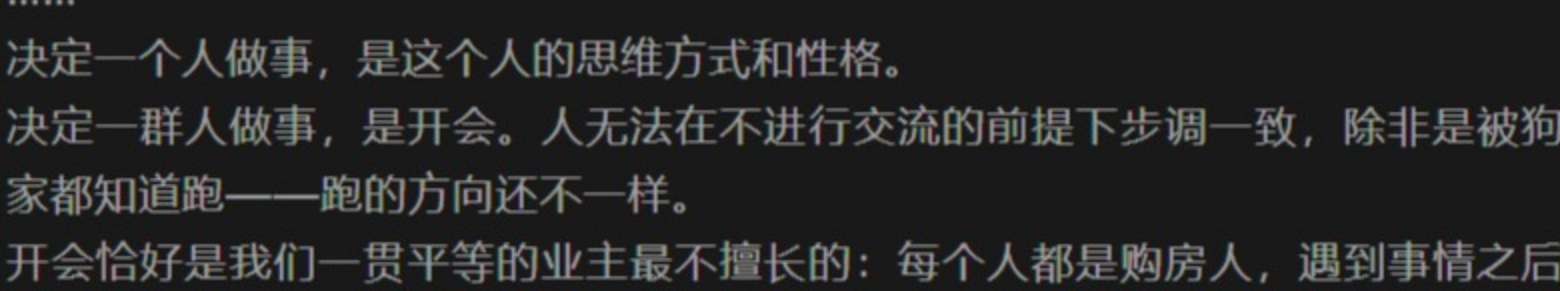 ……
决定一个人做事，是这个人的思维方式和性格。
决定一群人做事，是开会。人无法在不进行交流的前提下步调一致，除非是被狗
家都知道跑——跑的方向还不一样。
开会恰好是我们一贯平等的业主最不擅长的：每个人都是购房人，遇到事情之后